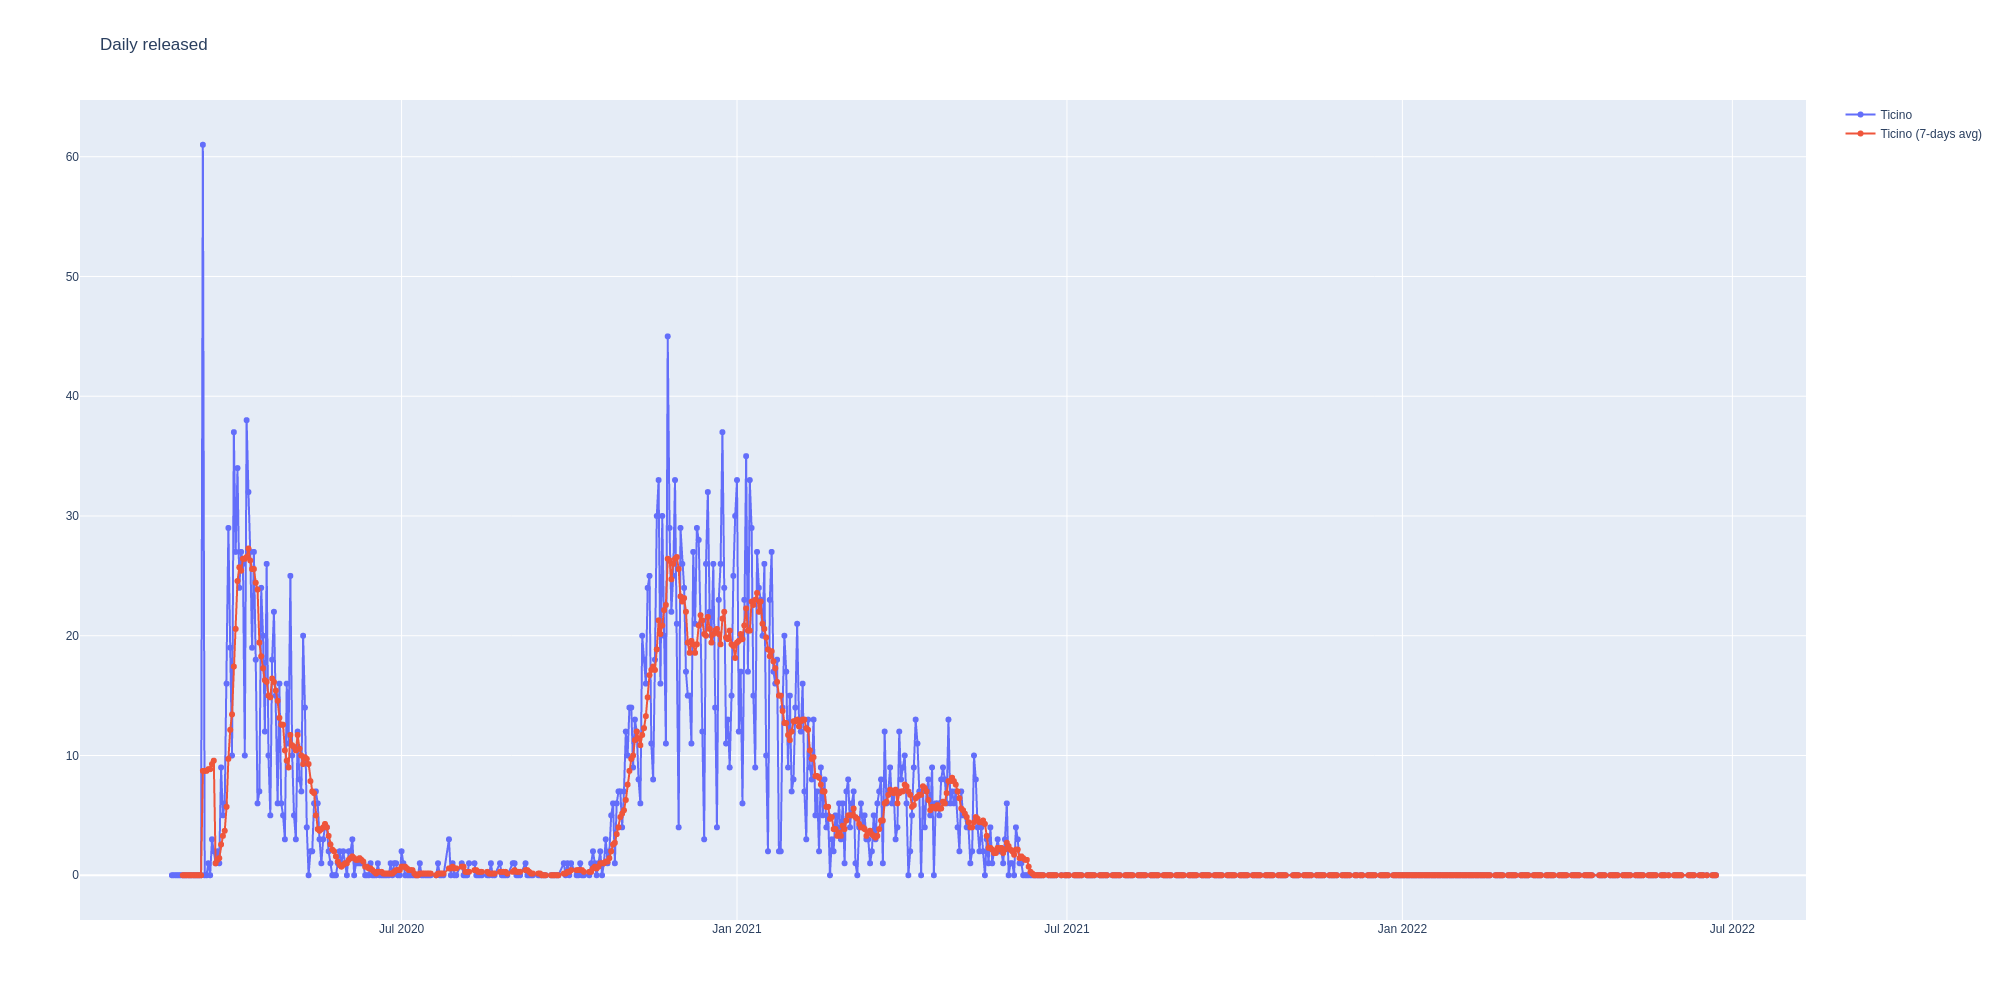 Daily released
Ticino
Ticino (7-days avg)
60
50
40
30
20
10
0
Jul 2020
Jan 2021
Jul 2021
Jan 2022
Jul 2022